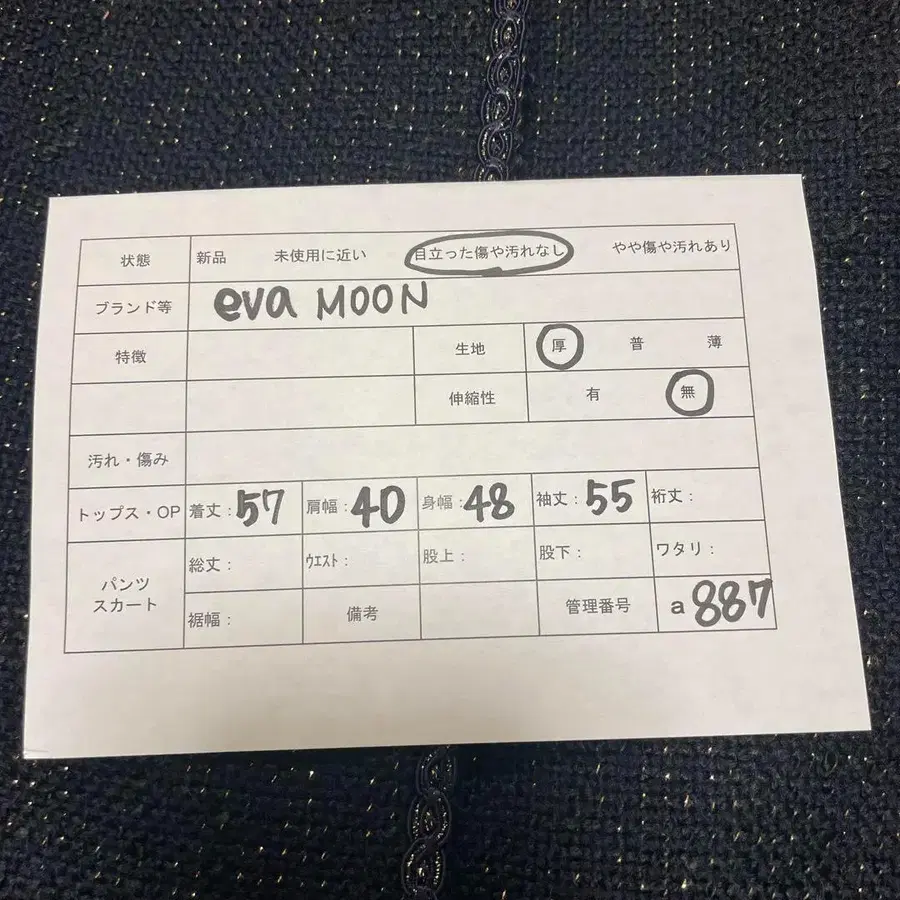 状態 新品 未使用に近い 目立った傷や汚れなし やや傷や汚れあり
ブランド等 eva MOON
特徴 生地 厚 普 薄
伸縮性 有 無
汚れ・傷み
トップス・OP 着丈：57 肩幅：40 身幅：48 袖丈：55 裄丈：
パンツ
スカート
総丈： ｳｴｽﾄ： 股上： 股下： ワタリ：
裾幅： 備考 管理番号 a 887